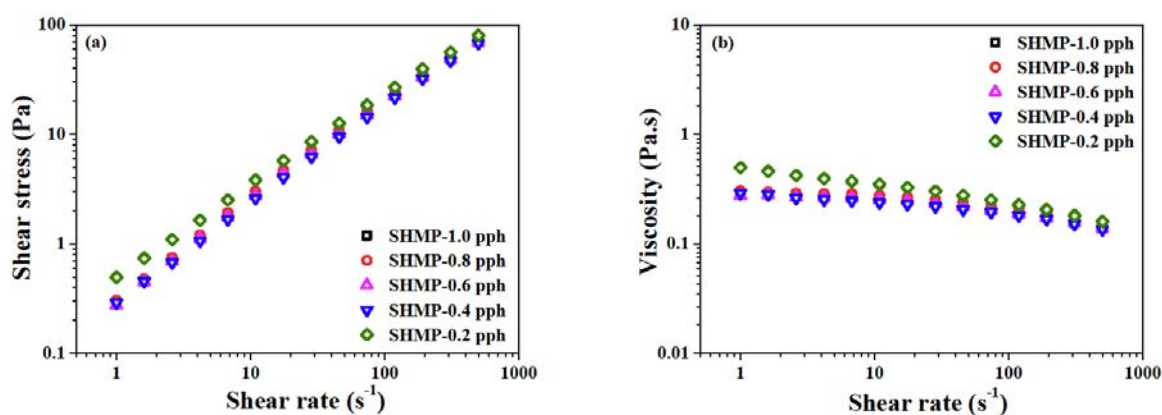 (a)
Shear stress (Pa)
100
10
1
0.1
SHMP-1.0 pph
SHMP-0.8 pph
SHMP-0.6 pph
SHMP-0.4 pph
SHMP-0.2 pph
1 10 100 1000
Shear rate (s⁻¹)
(b)
Viscosity (Pa.s)
10
1
0.1
0.01
SHMP-1.0 pph
SHMP-0.8 pph
SHMP-0.6 pph
SHMP-0.4 pph
SHMP-0.2 pph
1 10 100 1000
Shear rate (s⁻¹)